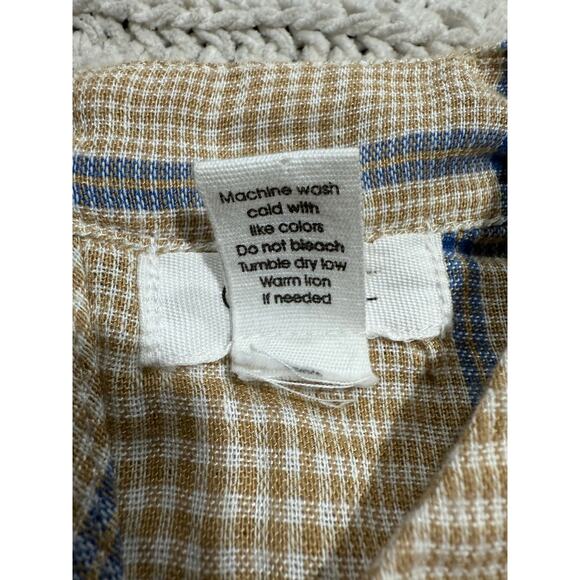 Machine wash
cold with
like colors
Do not bleach
Tumble dry low
Warm iron
if needed